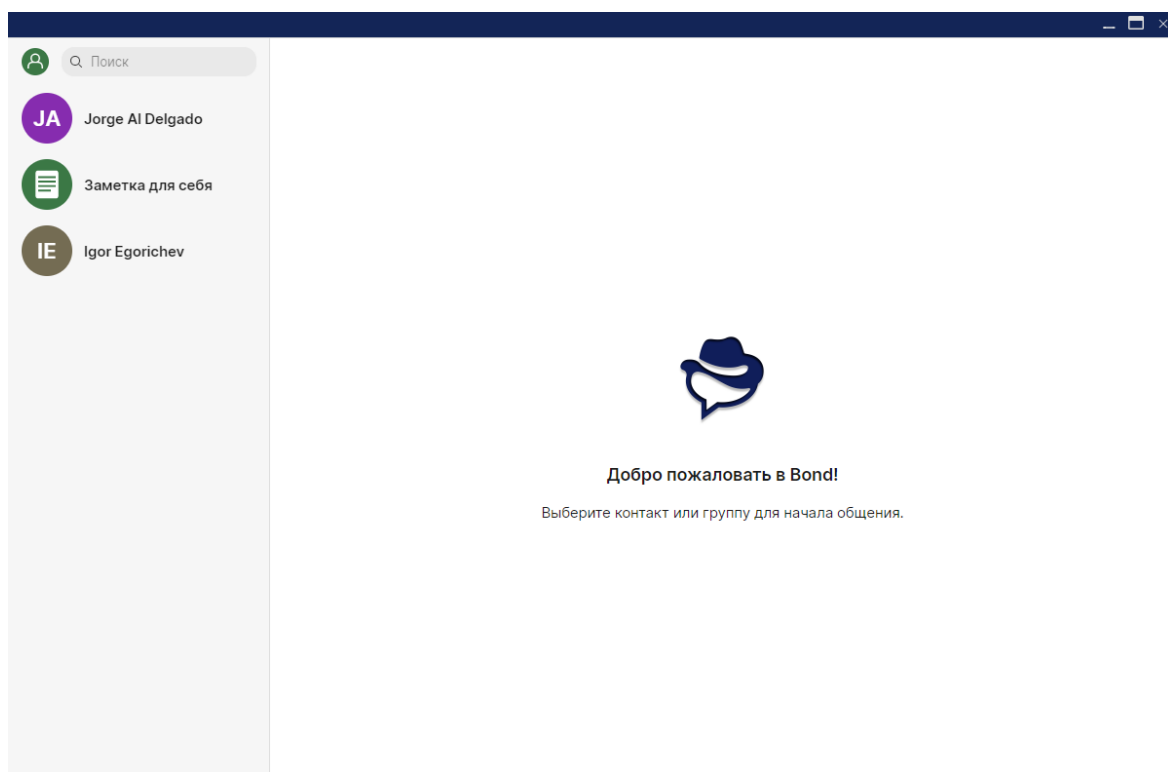 Поиск
JA
Jorge Al Delgado
Заметка для себя
IE
Igor Egorichev
Добро пожаловать в Bond!
Выберите контакт или группу для начала общения.